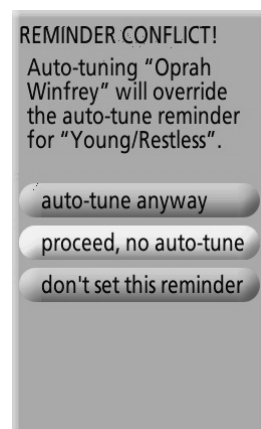 REMINDER CONFLICT!
Auto-tuning “Oprah
Winfrey” will override
the auto-tune reminder
for “Young/Restless”.
auto-tune anyway
proceed, no auto-tune
don't set this reminder